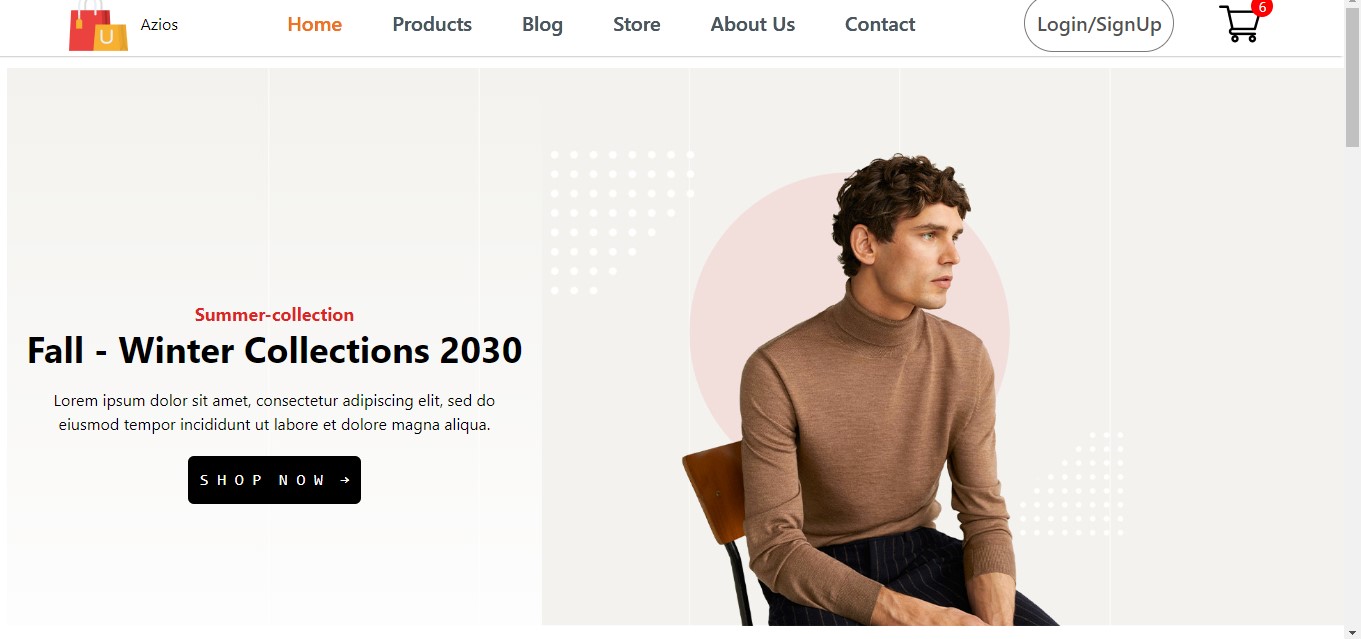 U
Azios
Home
Products
Blog
Store
About Us
Contact
Login/SignUp
6
Summer-collection
Fall - Winter Collections 2030
Lorem ipsum dolor sit amet, consectetur adipiscing elit, sed do
eiusmod tempor incididunt ut labore et dolore magna aliqua.
SHOP NOW →